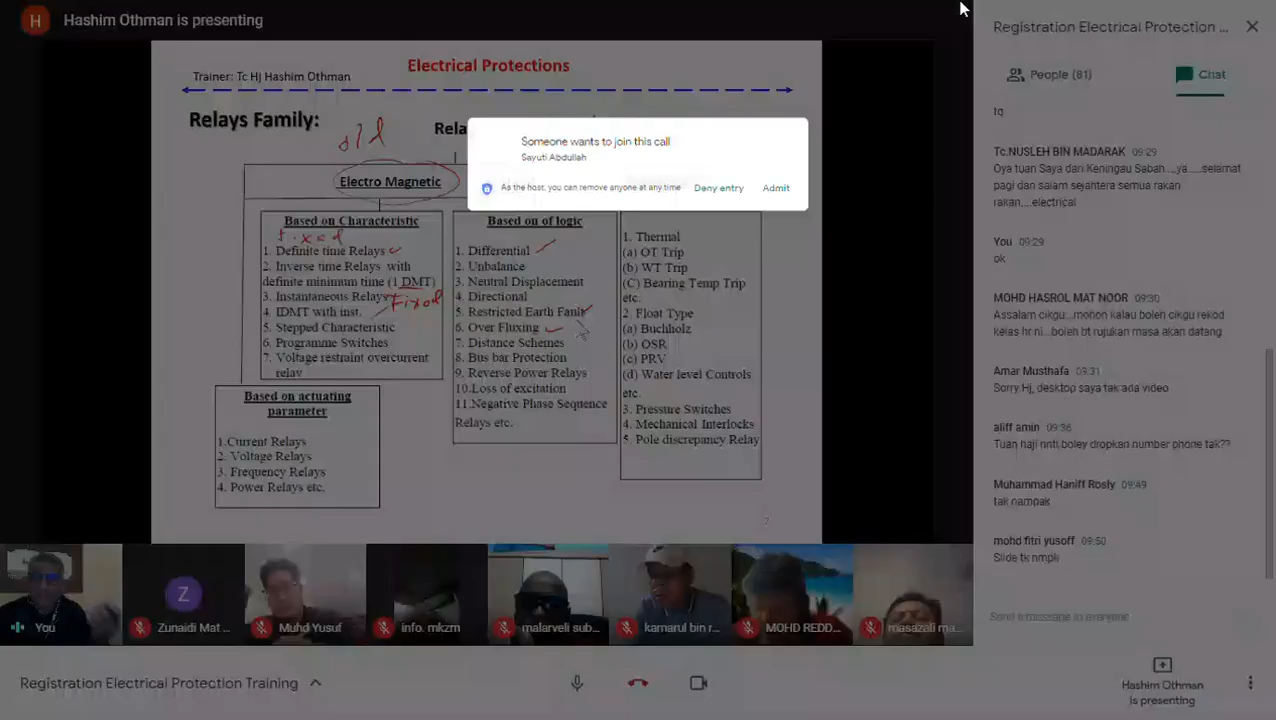 H
Hashim Othman is presenting
Trainer: Tc Hj Hashim Othman
Electrical Protections
Relays Family:
old
Rela
Someone wants to join this call
Sayuti Abdullah
As the host, you can remove anyone at any time
Deny entry
Admit
Electro Magnetic
Based on Characteristic
fixed
1. Definite time Relays
2. Inverse time Relays with
definite minimum time (1 DMT)
3. Instantaneous Relays
Fixed
4. IDMT with inst.
5. Stepped Characteristic
6. Programme Switches
7. Voltage restraint overcurrent
relay
Based on actuating
parameter
1.Current Relays
2. Voltage Relays
3. Frequency Relays
4. Power Relays etc.
Based on of logic
1. Differential
2. Unbalance
3. Neutral Displacement
4. Directional
5. Restricted Earth Fault
6. Over Fluxing
7. Distance Schemes
8. Bus bar Protection
9. Reverse Power Relays
10.Loss of excitation
11.Negative Phase Sequence
Relays etc.
1. Thermal
(a) OT Trip
(b) WT Trip
(C) Bearing Temp Trip
etc.
2. Float Type
(a) Buchholz
(b) OSR
(c) PRV
(d) Water level Controls
etc.
3. Pressure Switches
4. Mechanical Interlocks
5. Pole discrepancy Relay
7
You
Z
Zunaidi Mat ...
Muhd Yusuf
info. mkzm
malarveli sub...
kamarul bin r...
MOHD REDD...
masazali ma...
Registration Electrical Protection Training
Registration Electrical Protection ...
People (81)
Chat
tq
Tc.NUSLEH BIN MADARAK 09:29
Oya tuan Saya dari Keningau Sabah....,ya.....selamat
pagi dan salam sejahtera semua rakan
rakan....electrical
You 09:29
ok
MOHD HASROL MAT NOOR 09:30
Assalam cikgu...mohon kalau boleh cikgu rekod
kelas hr ni...boleh bt rujukan masa akan datang
Amar Musthafa 09:31
Sorry Hj, desktop saya tak ada video
aliff amin 09:36
Tuan haji nnti,boley dropkan number phone tak??
Muhammad Haniff Rosly 09:49
tak nampak
mohd fitri yusoff 09:50
Slide tk nmpk
Send a message to everyone
Hashim Othman
is presenting